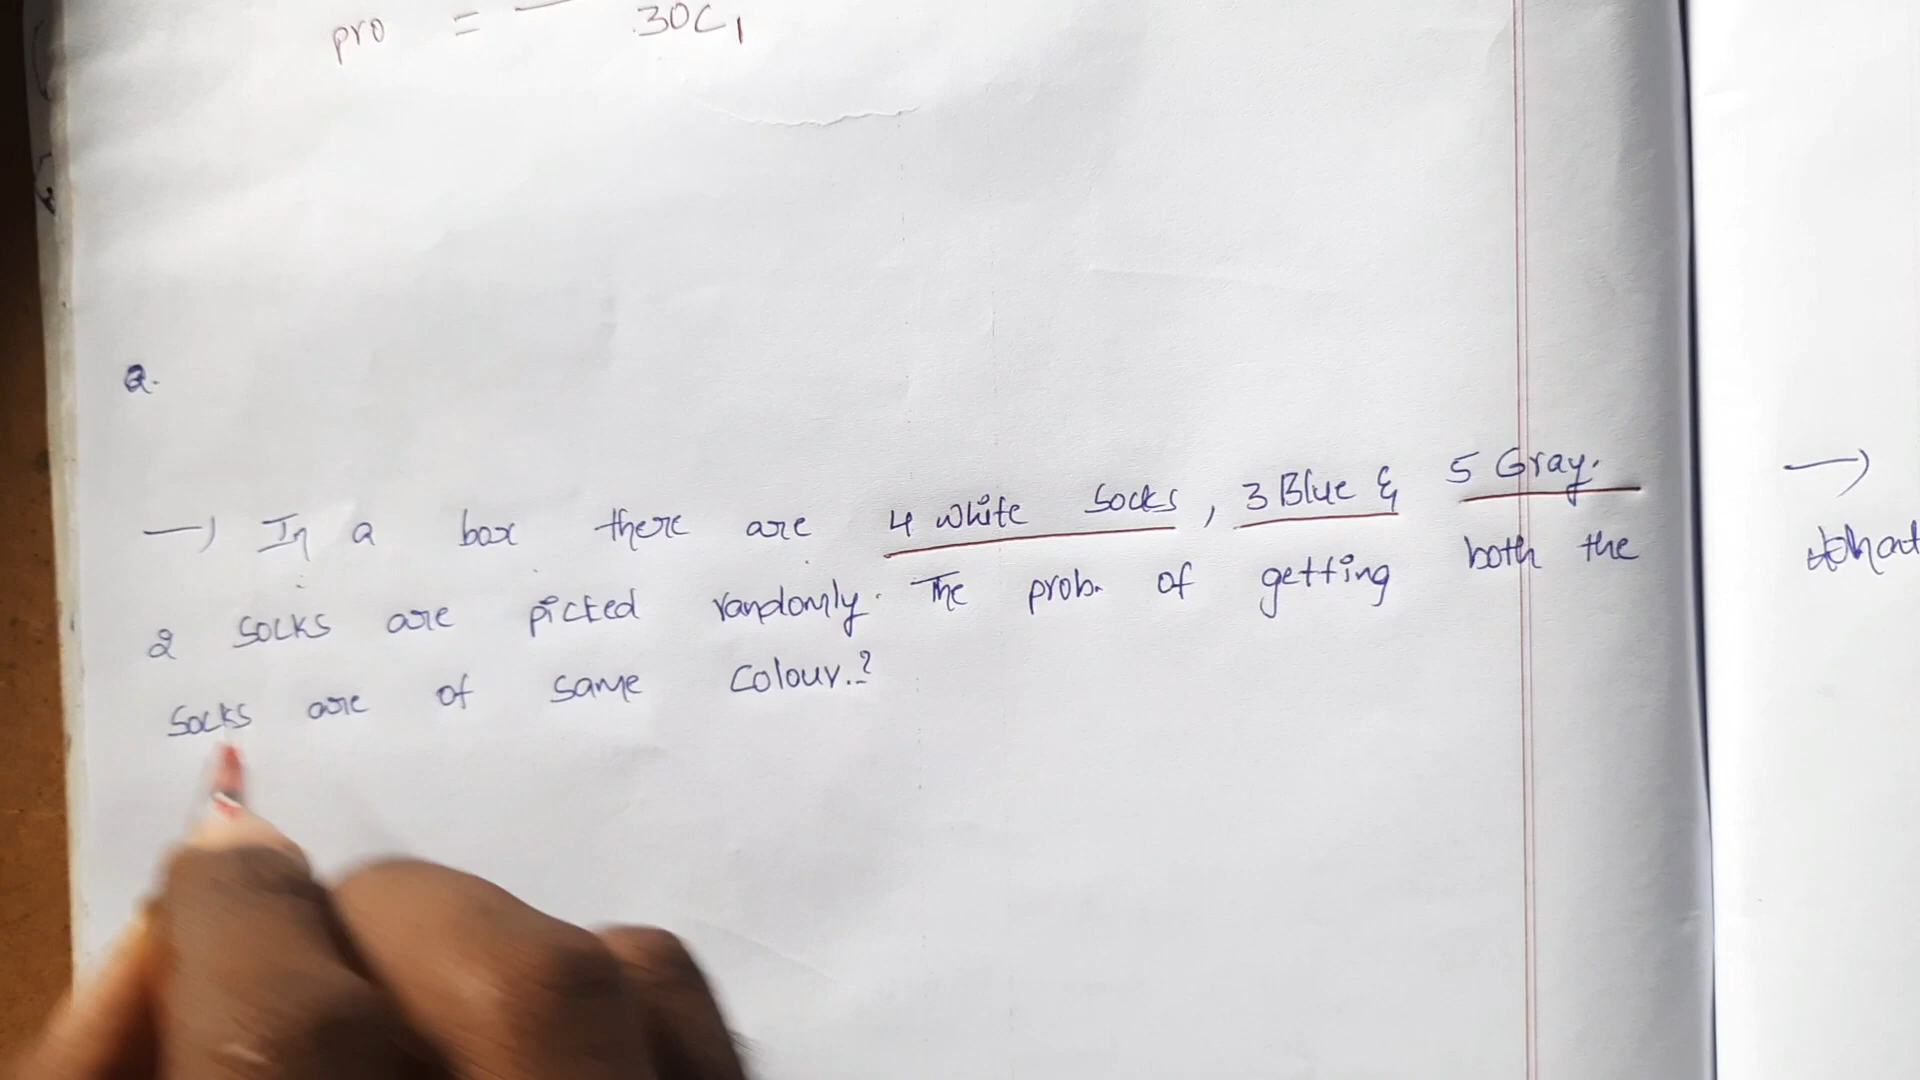 pro = 30C1
Q.
→ In a box there are 4 white Socks, 3 Blue & 5 Gray.
2 Socks are picked randomly. The prob. of getting both the
Socks are of same Colour.?
→